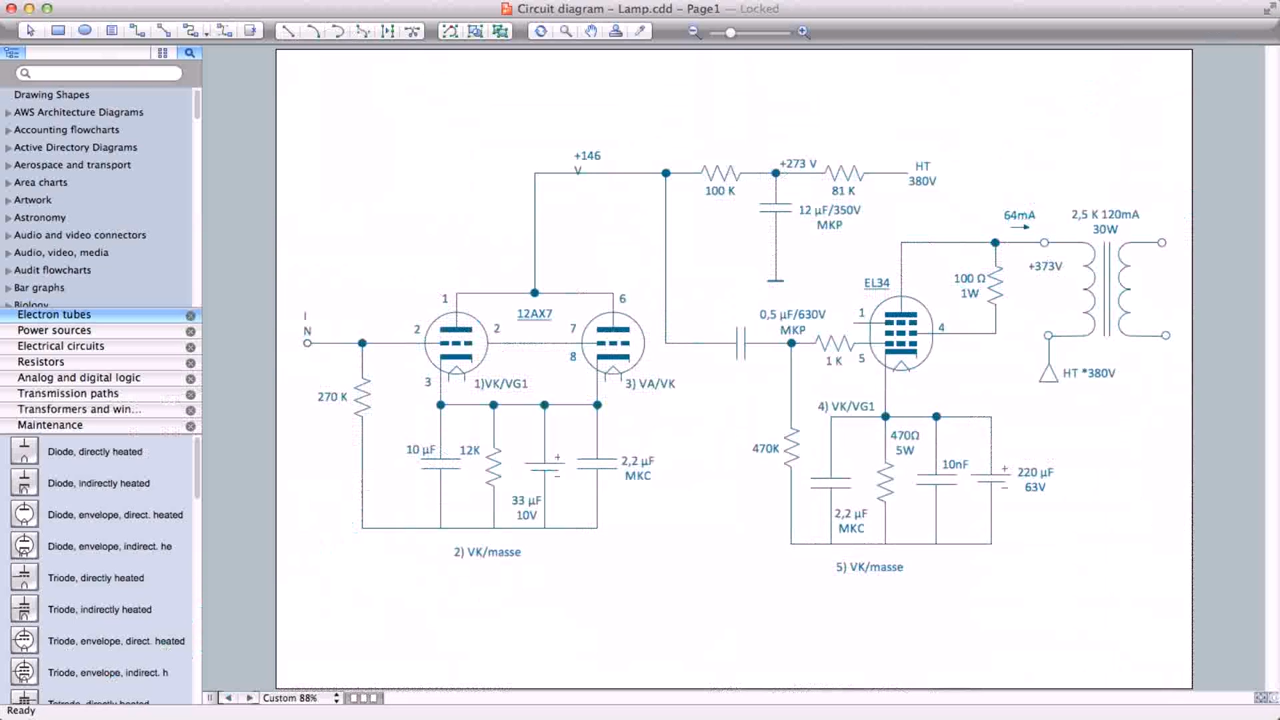 Circuit diagram – Lamp.cdd – Page1 — Locked
Drawing Shapes
AWS Architecture Diagrams
Accounting flowcharts
Active Directory Diagrams
Aerospace and transport
Area charts
Artwork
Astronomy
Audio and video connectors
Audio, video, media
Audit flowcharts
Bar graphs
Biology
Electron tubes
Power sources
Electrical circuits
Resistors
Analog and digital logic
Transmission paths
Transformers and win...
Maintenance
Diode, directly heated
Diode, indirectly heated
Diode, envelope, direct. heated
Diode, envelope, indirect. he
Triode, directly heated
Triode, indirectly heated
Triode, envelope, direct. heated
Triode, envelope, indirect. h
Tetrode, directly heated
Ready
Custom 88%
+146
V
100 K
+273 V
81 K
HT
380V
12 µF/350V
MKP
64mA
2,5 K 120mA
30W
+373V
100 Ω
1W
EL34
1
4
5
HT *380V
I
N
1
2
3
2
12AX7
6
7
8
1)VK/VG1
3) VA/VK
0,5 µF/630V
MKP
1 K
270 K
10 µF
12K
+
–
33 µF
10V
2,2 µF
MKC
2) VK/masse
4) VK/VG1
470K
470Ω
5W
10nF
+
–
220 µF
63V
2,2 µF
MKC
5) VK/masse